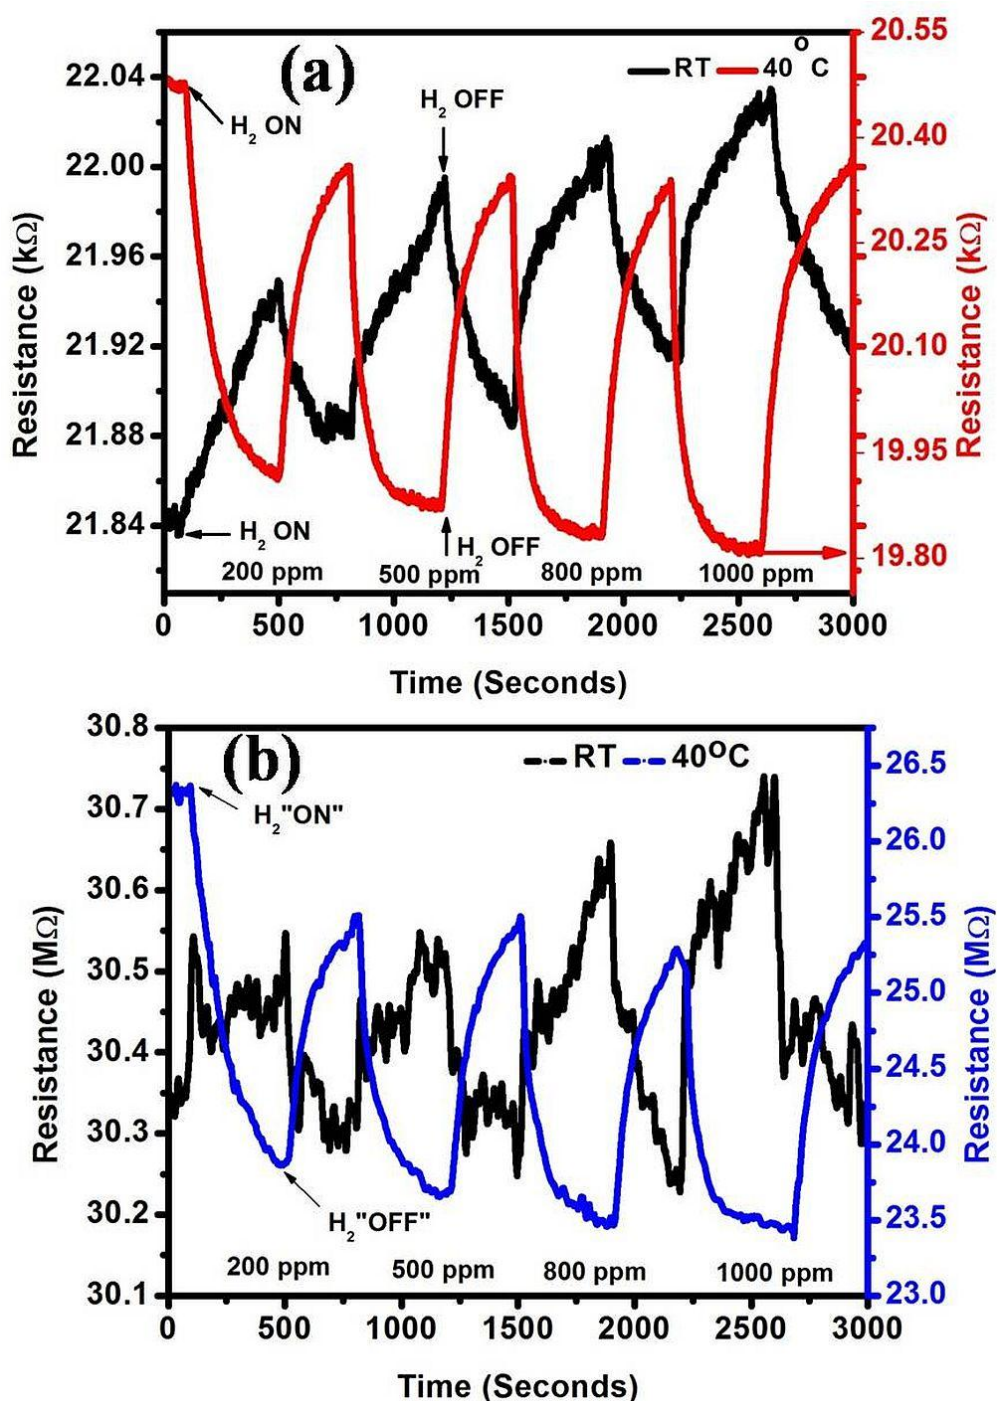 (a)
RT 40 °C
H2 ON
H2 OFF
H2 ON
H2 OFF
200 ppm 500 ppm 800 ppm 1000 ppm
22.04
22.00
21.96
21.92
21.88
21.84
Resistance (kΩ)
20.55
20.40
20.25
20.10
19.95
19.80
Resistance (kΩ)
0 500 1000 1500 2000 2500 3000
Time (Seconds)
(b)
RT 40°C
H2"ON"
H2"OFF"
200 ppm 500 ppm 800 ppm 1000 ppm
30.8
30.7
30.6
30.5
30.4
30.3
30.2
30.1
Resistance (MΩ)
26.5
26.0
25.5
25.0
24.5
24.0
23.5
23.0
Resistance (MΩ)
0 500 1000 1500 2000 2500 3000
Time (Seconds)